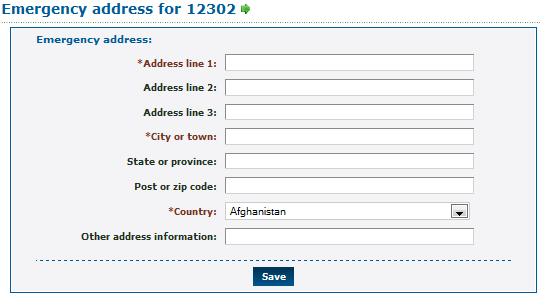 Emergency address for 12302
Emergency address:
*Address line 1:
Address line 2:
Address line 3:
*City or town:
State or province:
Post or zip code:
*Country: Afghanistan
Other address information:
Save